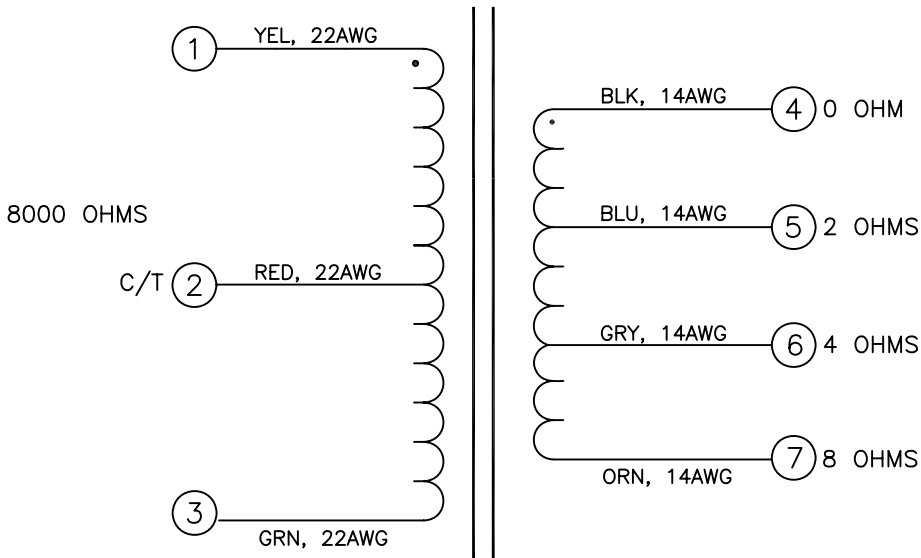 1 YEL, 22AWG
BLK, 14AWG 4 0 OHM
8000 OHMS
BLU, 14AWG 5 2 OHMS
C/T 2 RED, 22AWG
GRY, 14AWG 6 4 OHMS
ORN, 14AWG 7 8 OHMS
3 GRN, 22AWG